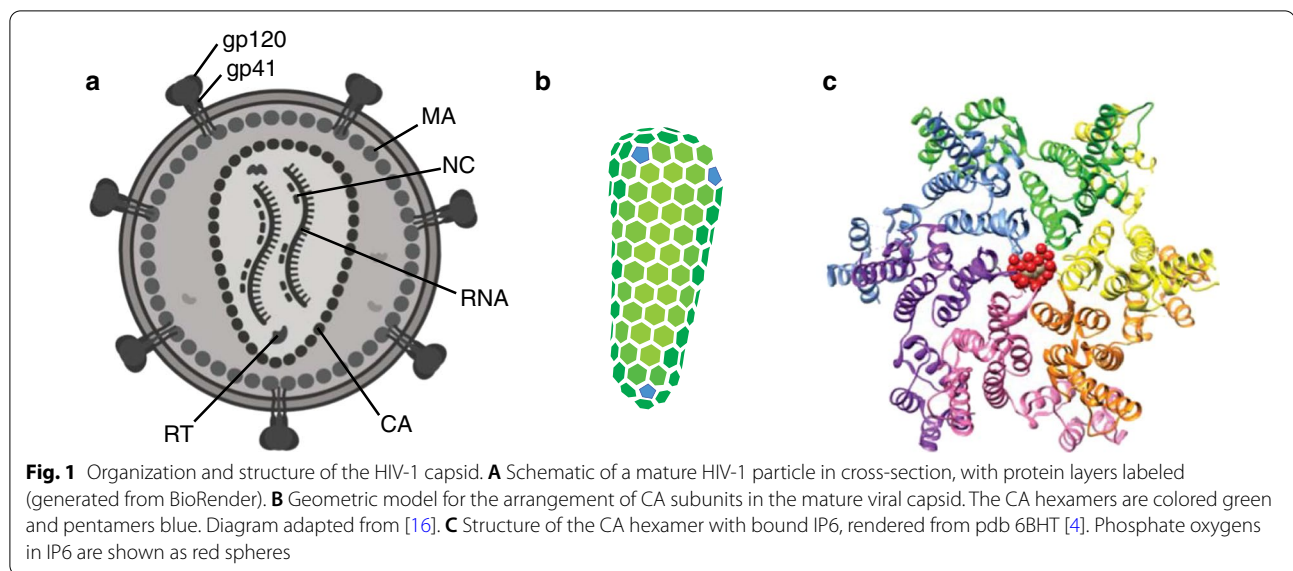 gp120
gp41
a
b
c
MA
NC
RNA
RT
CA
Fig. 1 Organization and structure of the HIV-1 capsid. A Schematic of a mature HIV-1 particle in cross-section, with protein layers labeled
(generated from BioRender). B Geometric model for the arrangement of CA subunits in the mature viral capsid. The CA hexamers are colored green
and pentamers blue. Diagram adapted from [16]. C Structure of the CA hexamer with bound IP6, rendered from pdb 6BHT [4]. Phosphate oxygens
in IP6 are shown as red spheres